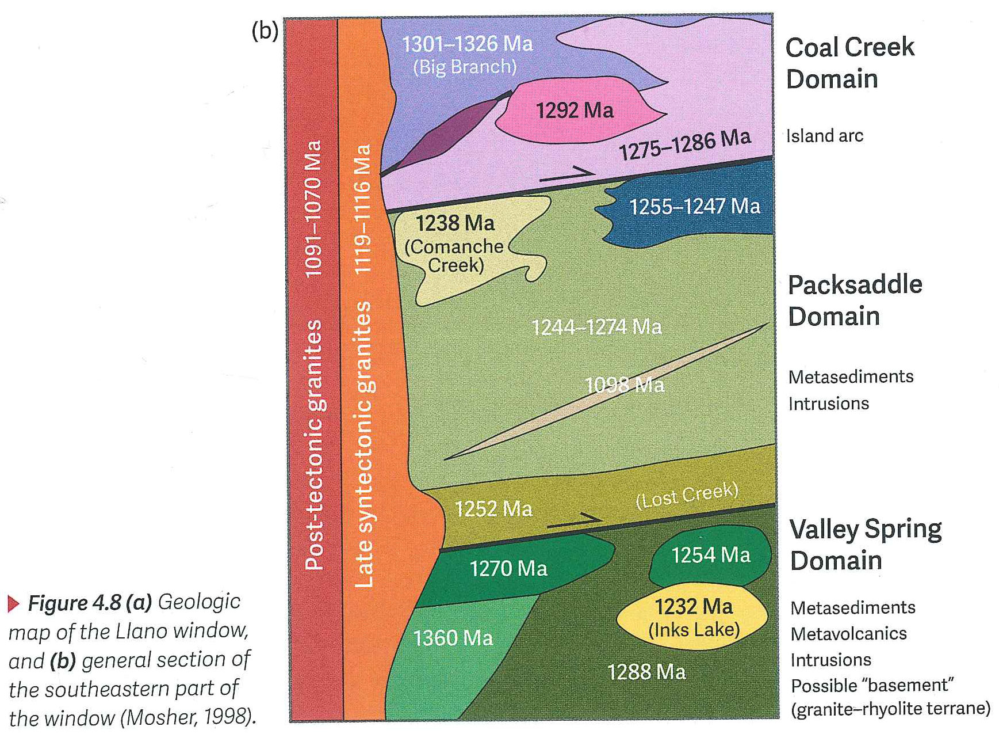 (b)
Post-tectonic granites 1091–1070 Ma
Late syntectonic granites 1119–1116 Ma
1301–1326 Ma
(Big Branch)
1292 Ma
1275–1286 Ma
1255–1247 Ma
1238 Ma
(Comanche
Creek)
1244–1274 Ma
1098 Ma
1252 Ma
(Lost Creek)
1270 Ma
1254 Ma
1232 Ma
(Inks Lake)
1360 Ma
1288 Ma
Coal Creek
Domain
Island arc
Packsaddle
Domain
Metasediments
Intrusions
Valley Spring
Domain
Metasediments
Metavolcanics
Intrusions
Possible “basement”
(granite–rhyolite terrane)
Figure 4.8 (a) Geologic
map of the Llano window,
and (b) general section of
the southeastern part of
the window (Mosher, 1998).